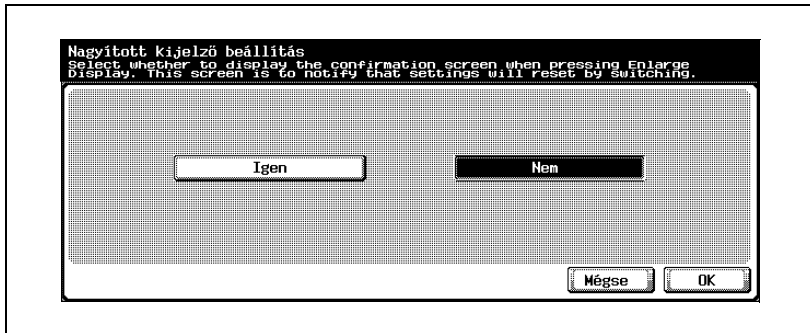 Nagyított kijelző beállítás
Select whether to display the confirmation screen when pressing Enlarge
Display. This screen is to notify that settings will reset by switching.
Igen
Nem
Mégse
OK